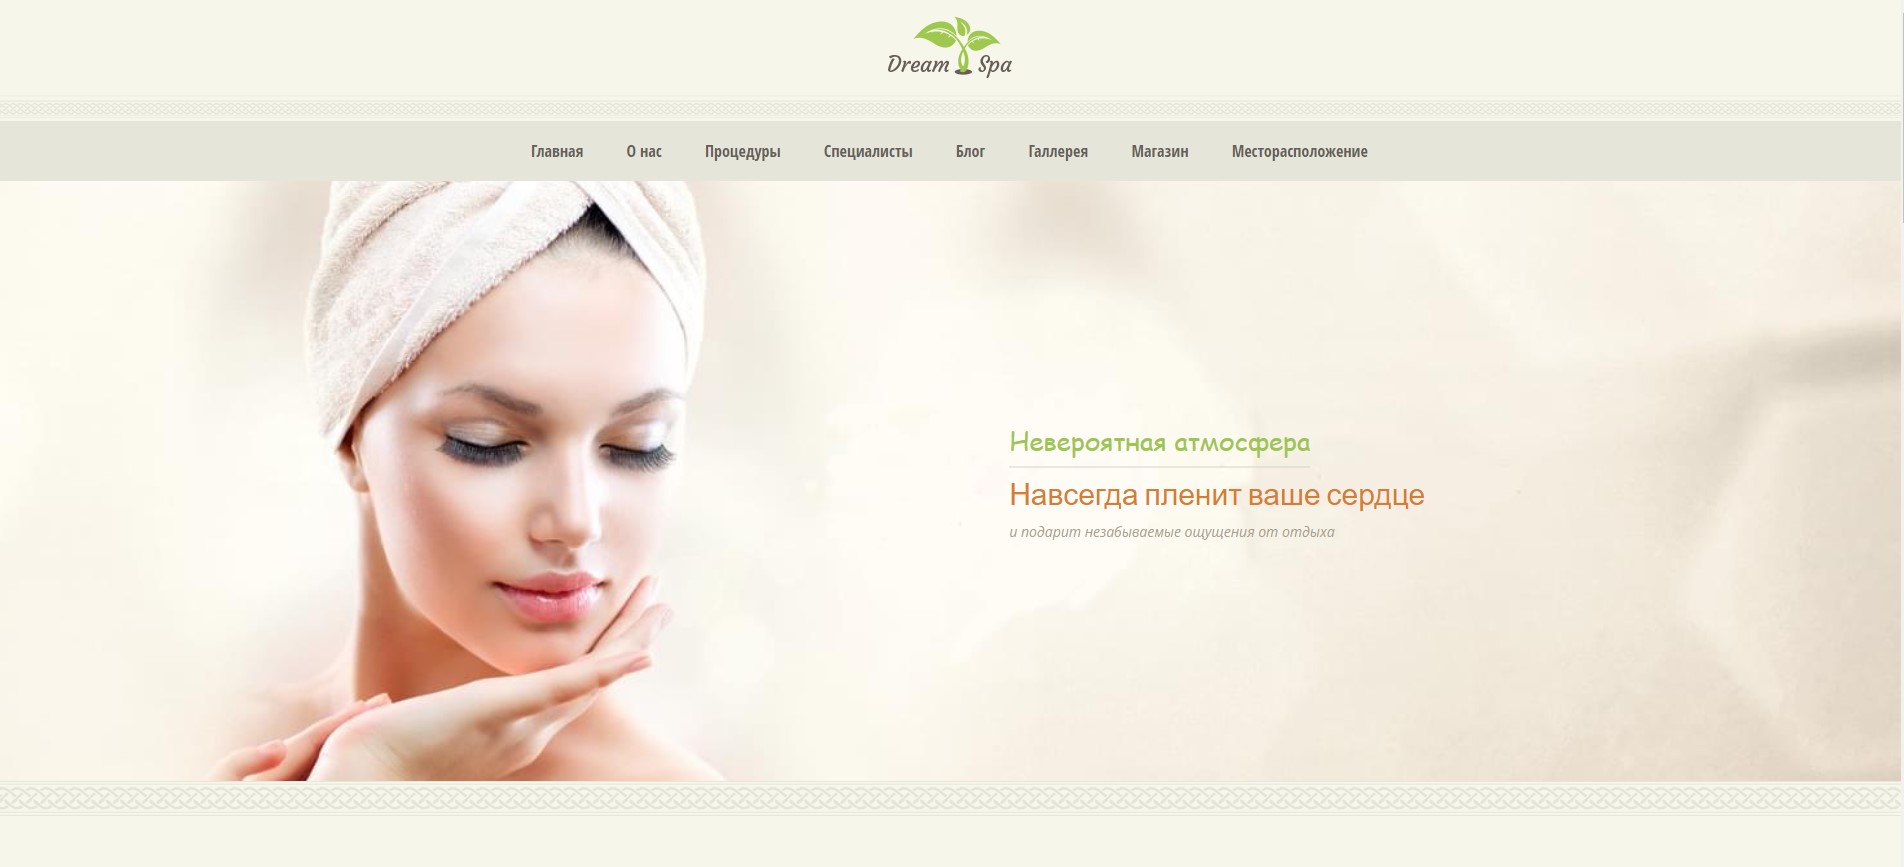 Dream Spa
Главная О нас Процедуры Специалисты Блог Галлерея Магазин Месторасположение
Невероятная атмосфера
Навсегда пленит ваше сердце
и подарит незабываемые ощущения от отдыха